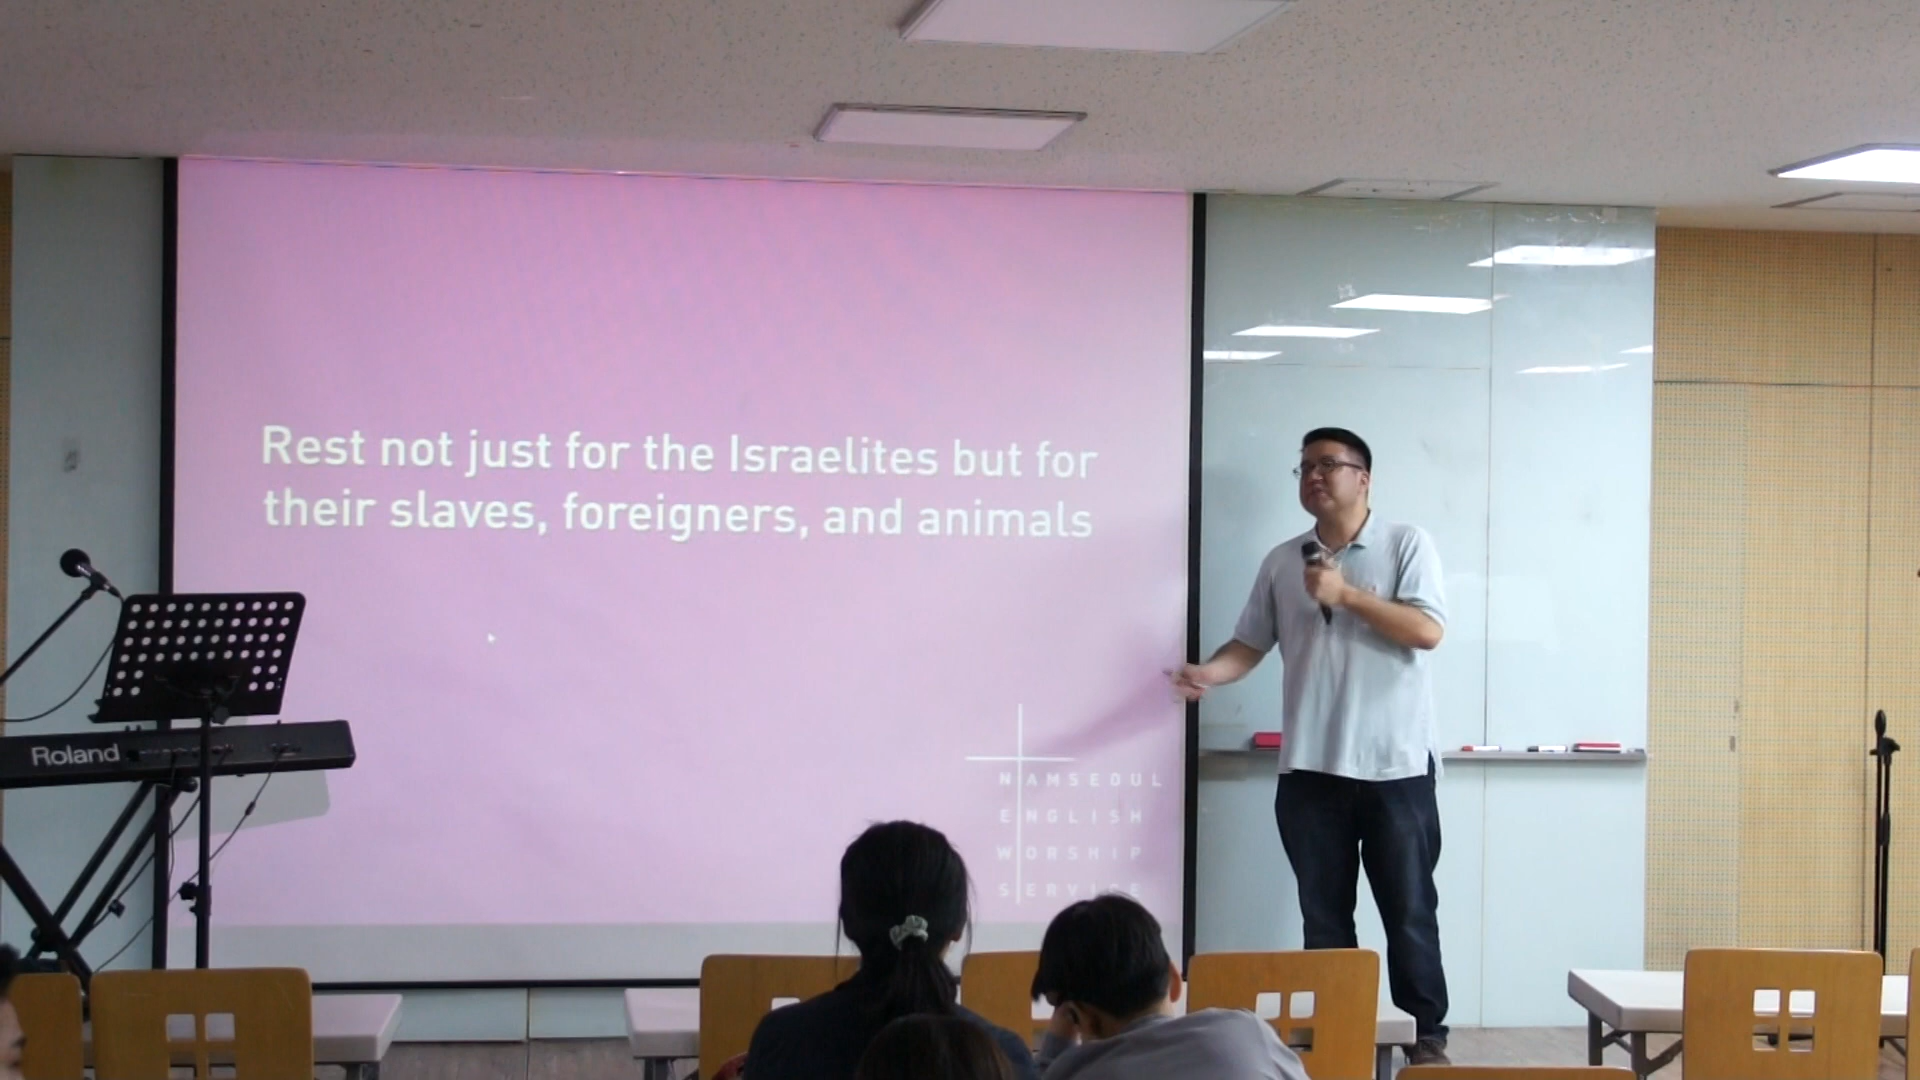 Rest not just for the Israelites but for
their slaves, foreigners, and animals
NAMSEOUL
ENGLISH
WORSHIP
SERVICE
Roland